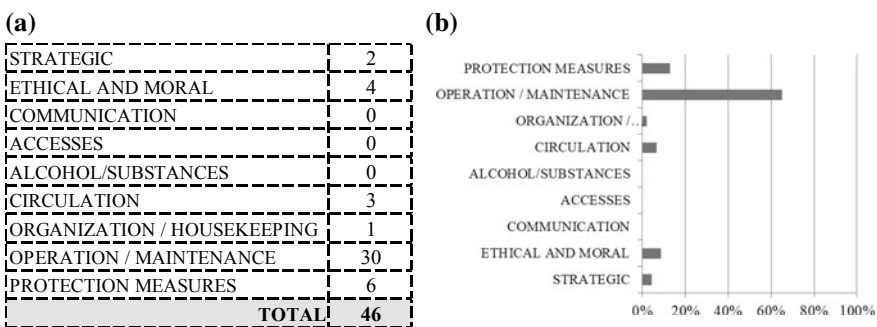 (a)
STRATEGIC 2
ETHICAL AND MORAL 4
COMMUNICATION 0
ACCESSES 0
ALCOHOL/SUBSTANCES 0
CIRCULATION 3
ORGANIZATION / HOUSEKEEPING 1
OPERATION / MAINTENANCE 30
PROTECTION MEASURES 6
TOTAL 46
(b)
PROTECTION MEASURES
OPERATION / MAINTENANCE
ORGANIZATION /…
CIRCULATION
ALCOHOL/SUBSTANCES
ACCESSES
COMMUNICATION
ETHICAL AND MORAL
STRATEGIC
0% 20% 40% 60% 80% 100%